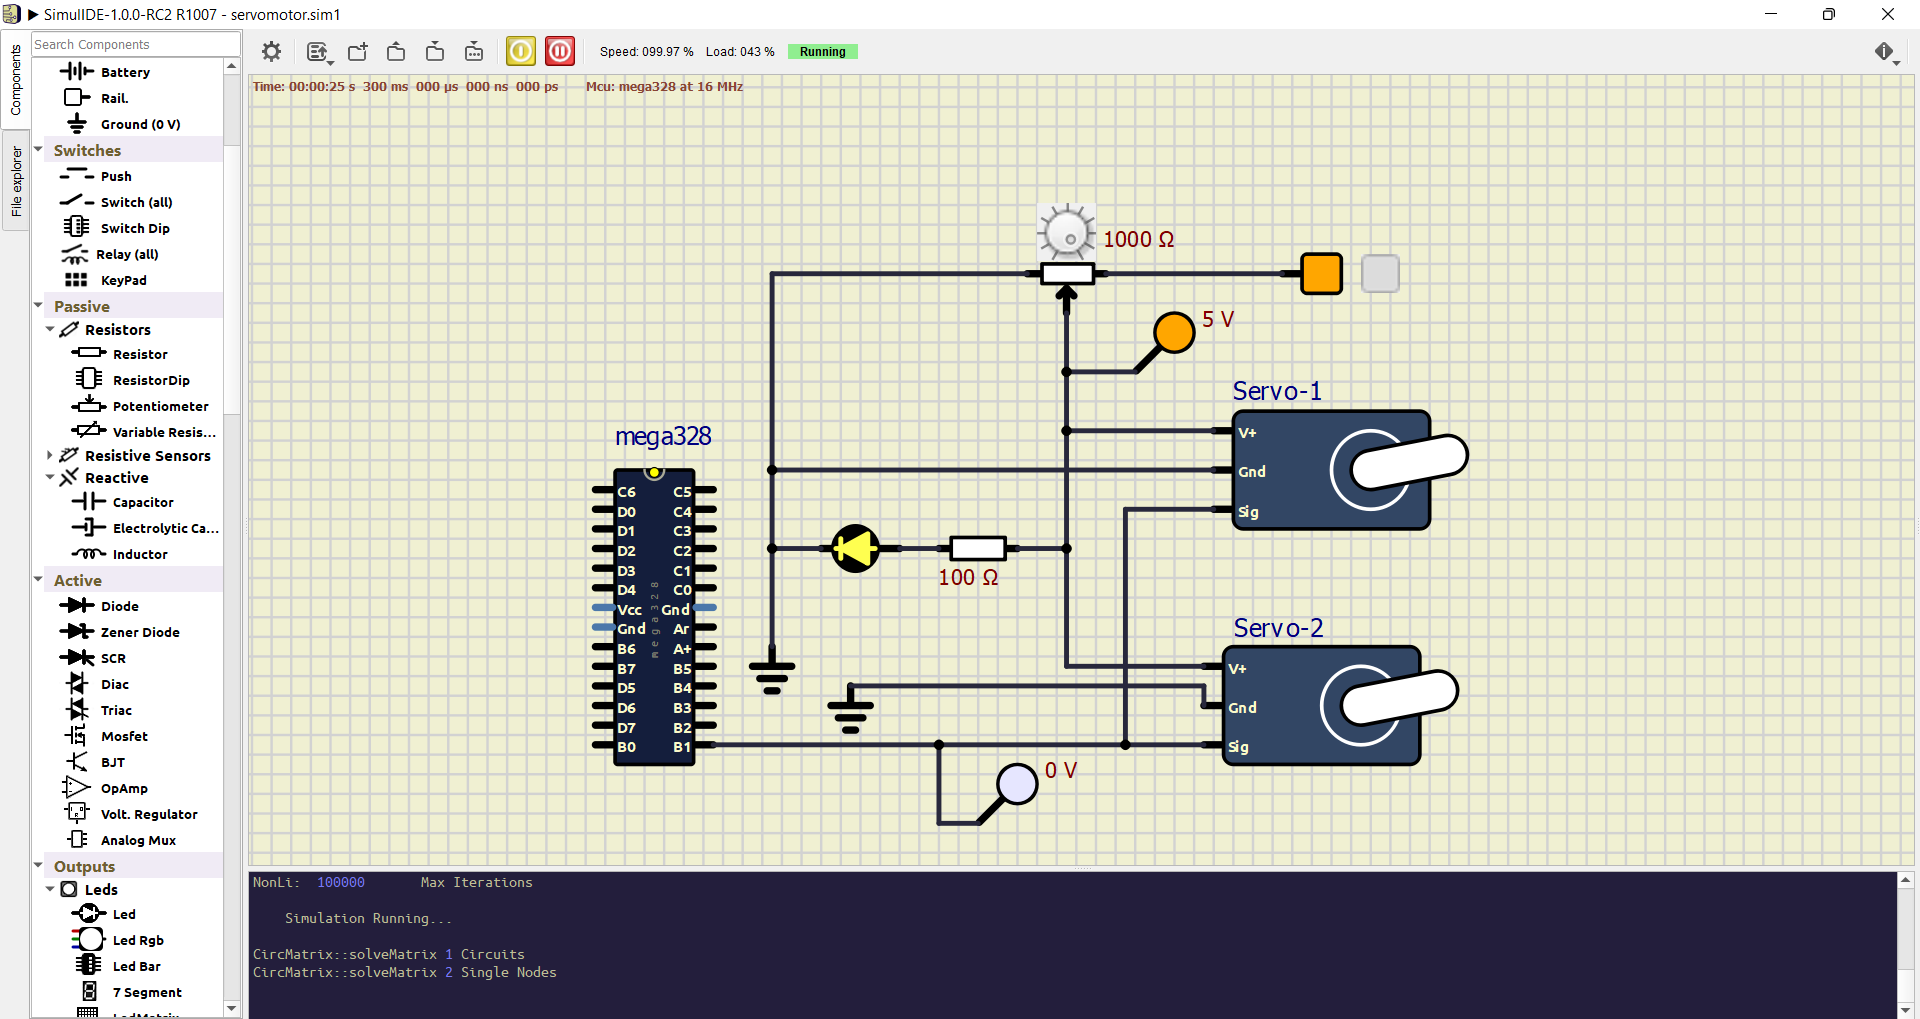 SimulIDE-1.0.0-RC2 R1007 - servomotor.sim1
Components
File explorer
Search Components
Battery
Rail.
Ground (0 V)
Switches
Push
Switch (all)
Switch Dip
Relay (all)
KeyPad
Passive
Resistors
Resistor
ResistorDip
Potentiometer
Variable Resis...
Resistive Sensors
Reactive
Capacitor
Electrolytic Ca...
Inductor
Active
Diode
Zener Diode
SCR
Diac
Triac
Mosfet
BJT
OpAmp
Volt. Regulator
Analog Mux
Outputs
Leds
Led
Led Rgb
Led Bar
7 Segment
LedMatrix
Speed: 099.97 % Load: 043 % Running
Time: 00:00:25 s 300 ms 000 µs 000 ns 000 ps Mcu: mega328 at 16 MHz
1000 Ω
5 V
Servo-1
V+
Gnd
Sig
mega328
C6 C5
D0 C4
D1 C3
D2 C2
D3 C1
D4 C0
Vcc Gnd
Gnd Ar
B6 A+
B7 B5
D5 B4
D6 B3
D7 B2
B0 B1
mega328
100 Ω
Servo-2
V+
Gnd
Sig
0 V
NonLi: 100000 Max Iterations
Simulation Running...
CircMatrix::solveMatrix 1 Circuits
CircMatrix::solveMatrix 2 Single Nodes